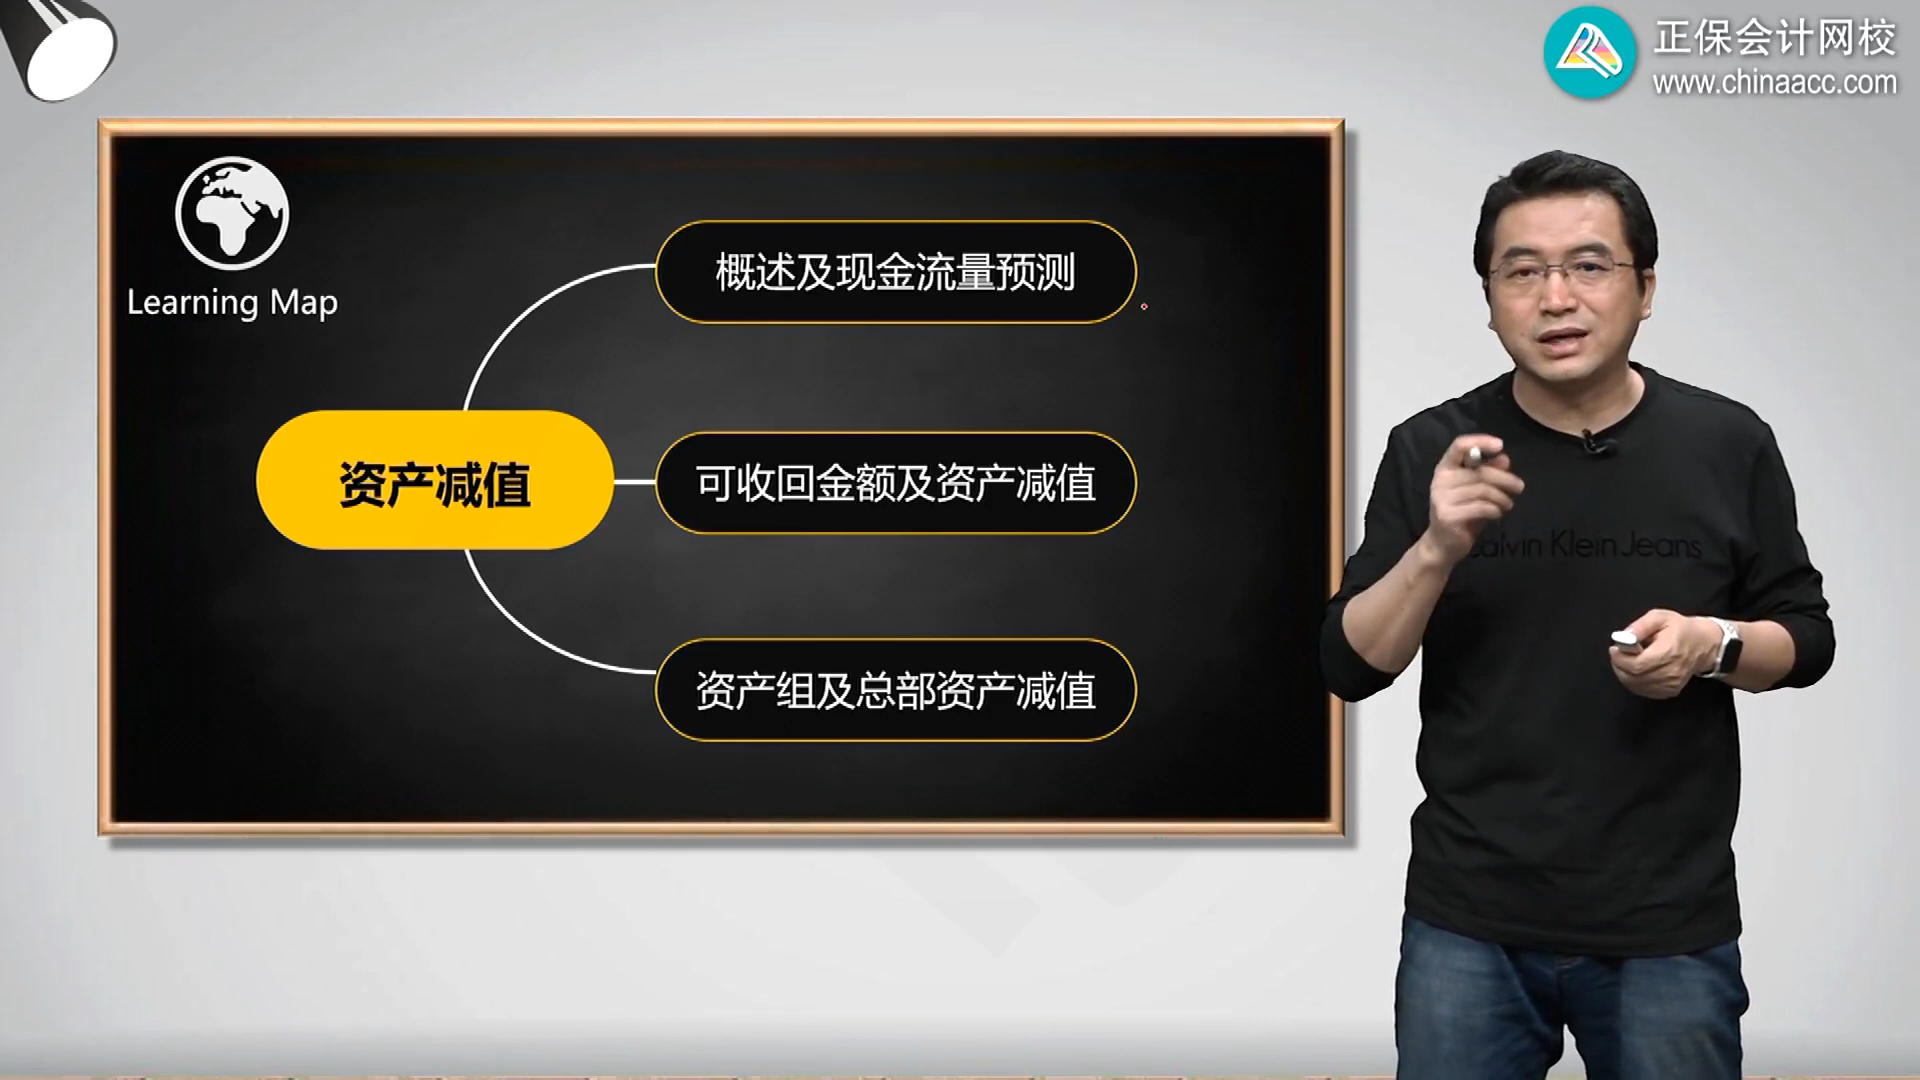 正保会计网校
www.chinaacc.com
Learning Map
资产减值
概述及现金流量预测
可收回金额及资产减值
资产组及总部资产减值
Calvin Klein Jeans